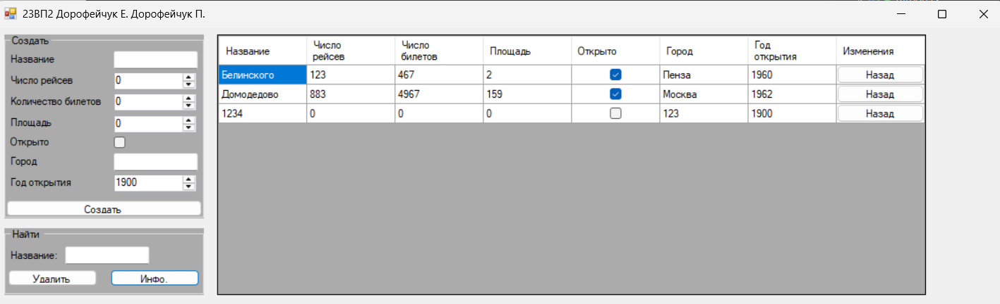 23ВП2 Дорофейчук Е. Дорофейчук П.
Создать
Название
Число рейсев
0
Количество билетов
0
Площадь
0
Открыто
Город
Год открытия
1900
Создать
Найти
Название:
Удалить
Инфо.
Название Число рейсев Число билетов Площадь Открыто Город Год открытия Изменения
Белинского 123 467 2 Пенза 1960 Назад
Домодедово 883 4967 159 Москва 1962 Назад
1234 0 0 0 123 1900 Назад